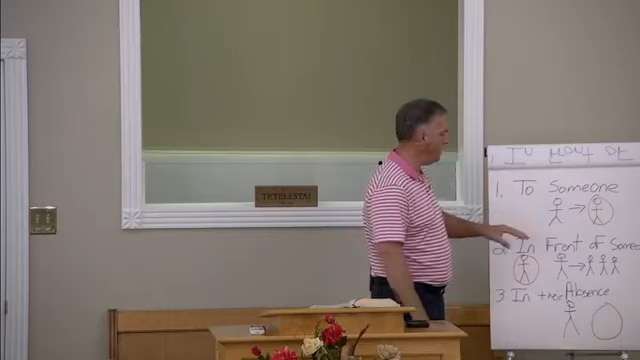 TETELESTAI
IN FRONT OF
1. To Someone
2. In Front of Someo
3. In their Absence